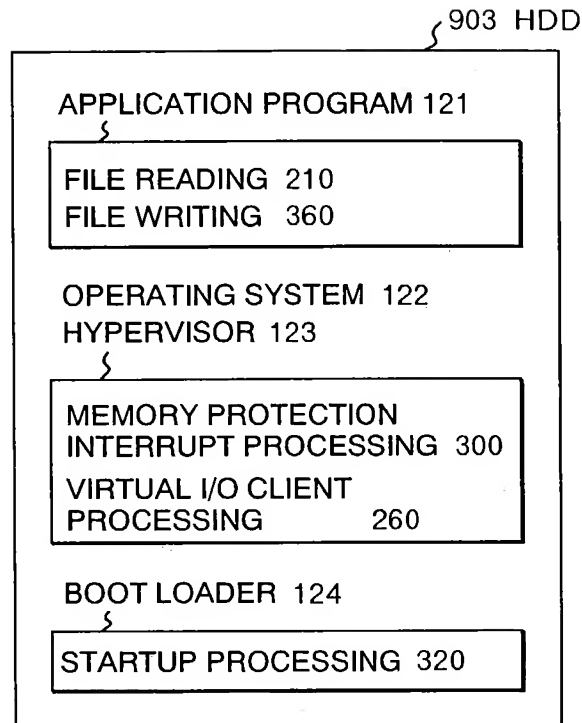 903 HDD
APPLICATION PROGRAM 121
FILE READING 210
FILE WRITING 360
OPERATING SYSTEM 122
HYPERVISOR 123
MEMORY PROTECTION
INTERRUPT PROCESSING 300
VIRTUAL I/O CLIENT
PROCESSING 260
BOOT LOADER 124
STARTUP PROCESSING 320